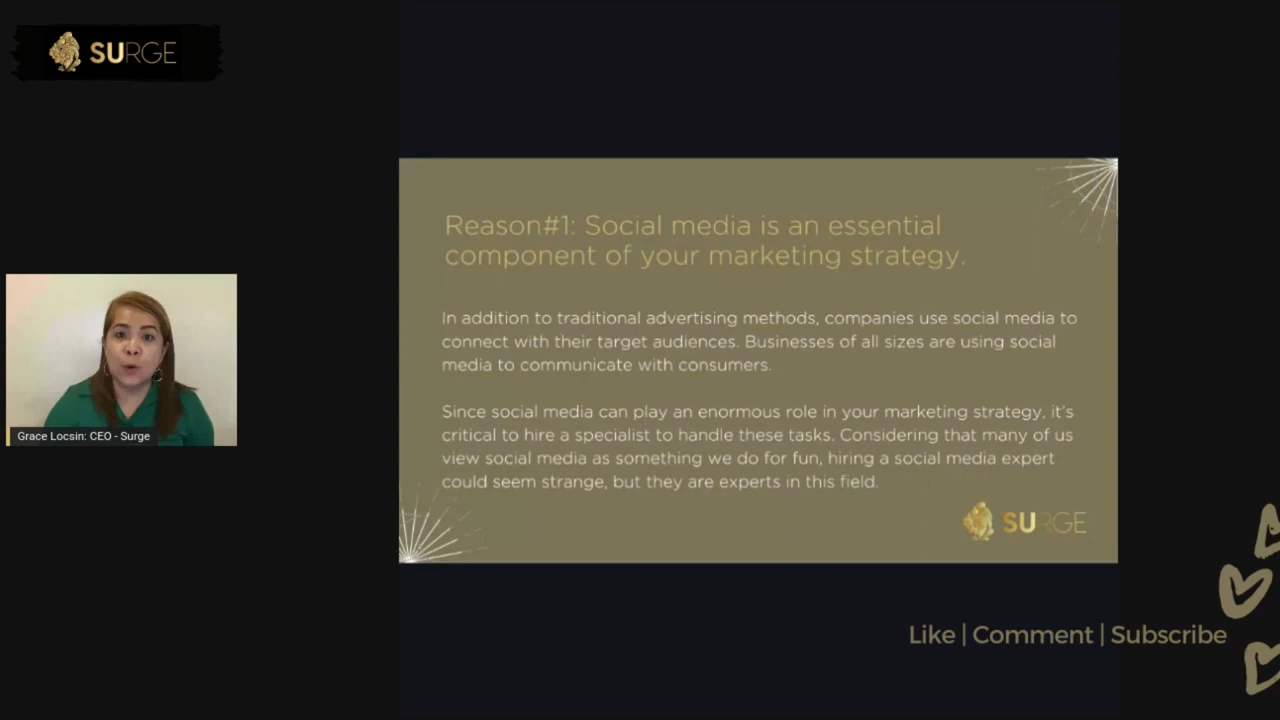 SURGE
Reason#1: Social media is an essential
component of your marketing strategy.
In addition to traditional advertising methods, companies use social media to
connect with their target audiences. Businesses of all sizes are using social
media to communicate with consumers.
Since social media can play an enormous role in your marketing strategy, it's
critical to hire a specialist to handle these tasks. Considering that many of us
view social media as something we do for fun, hiring a social media expert
could seem strange, but they are experts in this field.
Grace Locsin: CEO - Surge
SURGE
Like | Comment | Subscribe